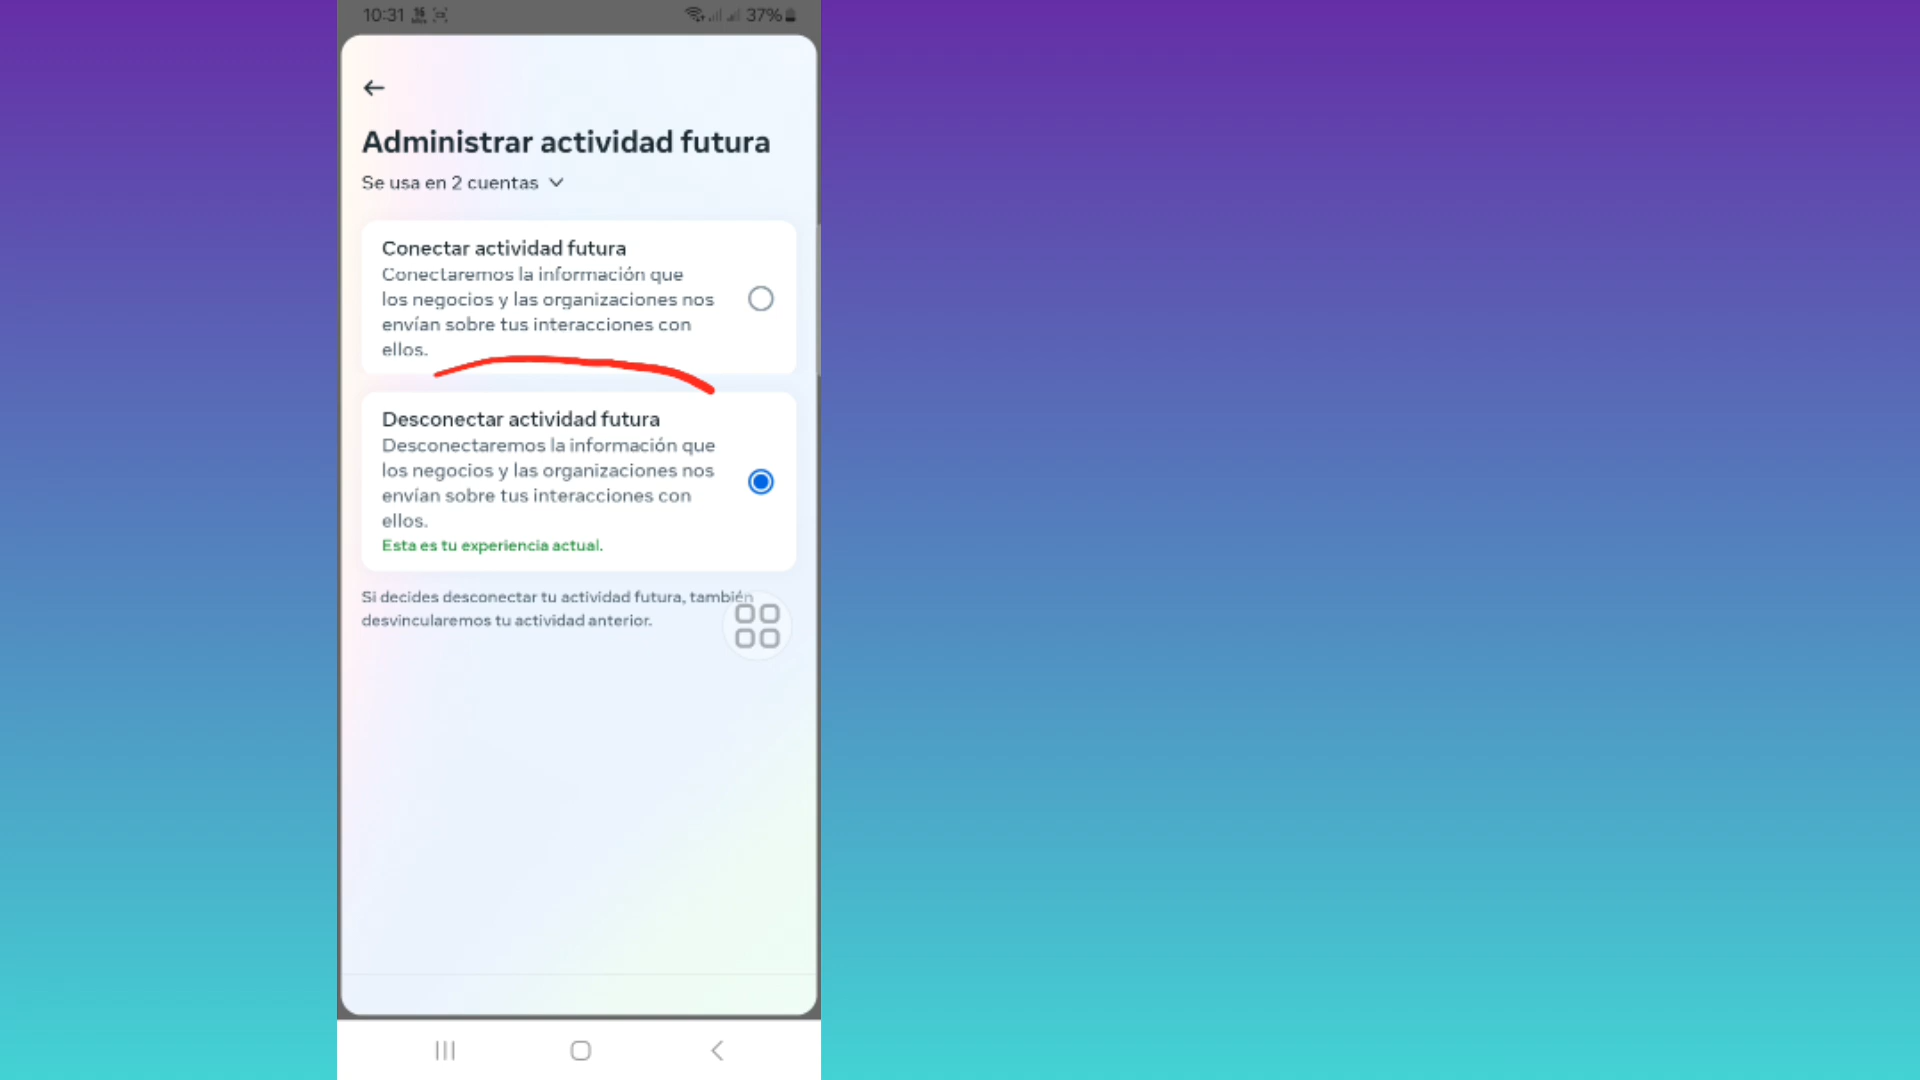 10:31 37%
Administrar actividad futura
Se usa en 2 cuentas
Conectar actividad futura
Conectaremos la información que
los negocios y las organizaciones nos
envían sobre tus interacciones con
ellos.
Desconectar actividad futura
Desconectaremos la información que
los negocios y las organizaciones nos
envían sobre tus interacciones con
ellos.
Esta es tu experiencia actual.
Si decides desconectar tu actividad futura, también
desvincularemos tu actividad anterior.